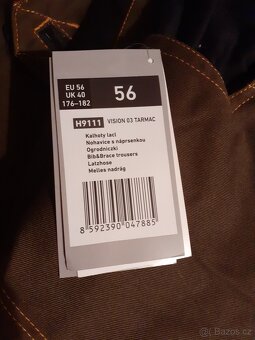 EU 56
UK 40
176-182
56
H9111 VISION 03 TARMAC
Kalhoty lacl
Nohavice s náprsenkou
Ogrodniczki
Bib&Brace trousers
Latzhose
Melles nadrág
8 592390 047885
bazos.cz